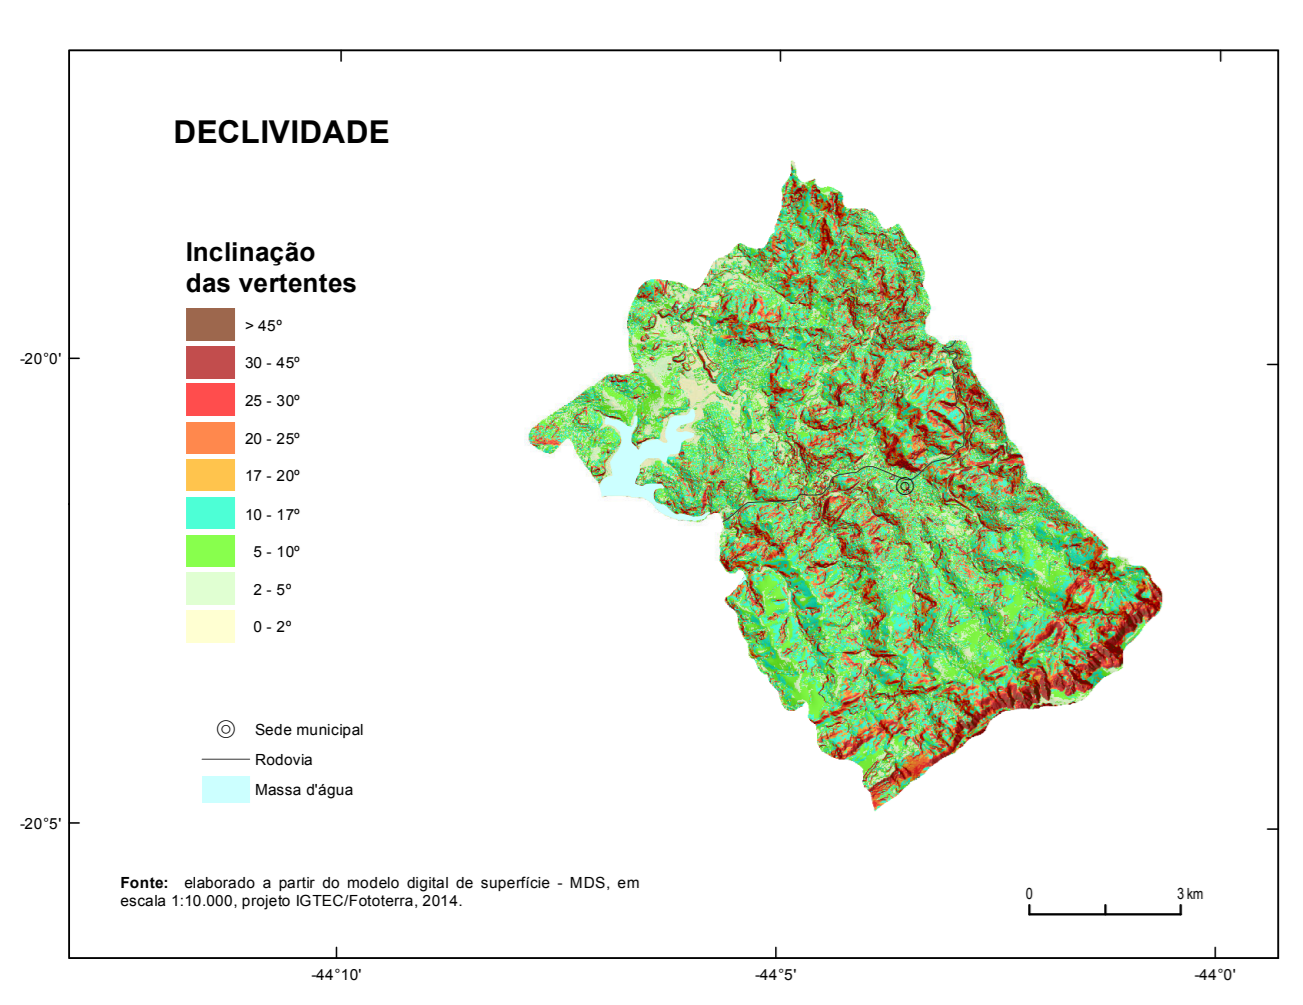 DECLIVIDADE
Inclinação
das vertentes
> 45º
30 - 45º
25 - 30º
20 - 25º
17 - 20º
10 - 17º
5 - 10º
2 - 5º
0 - 2º
Sede municipal
Rodovia
Massa d'água
-20°0'
-20°5'
Fonte: elaborado a partir do modelo digital de superfície - MDS, em
escala 1:10.000, projeto IGTEC/Fototerra, 2014.
0 3 km
-44°10' -44°5' -44°0'